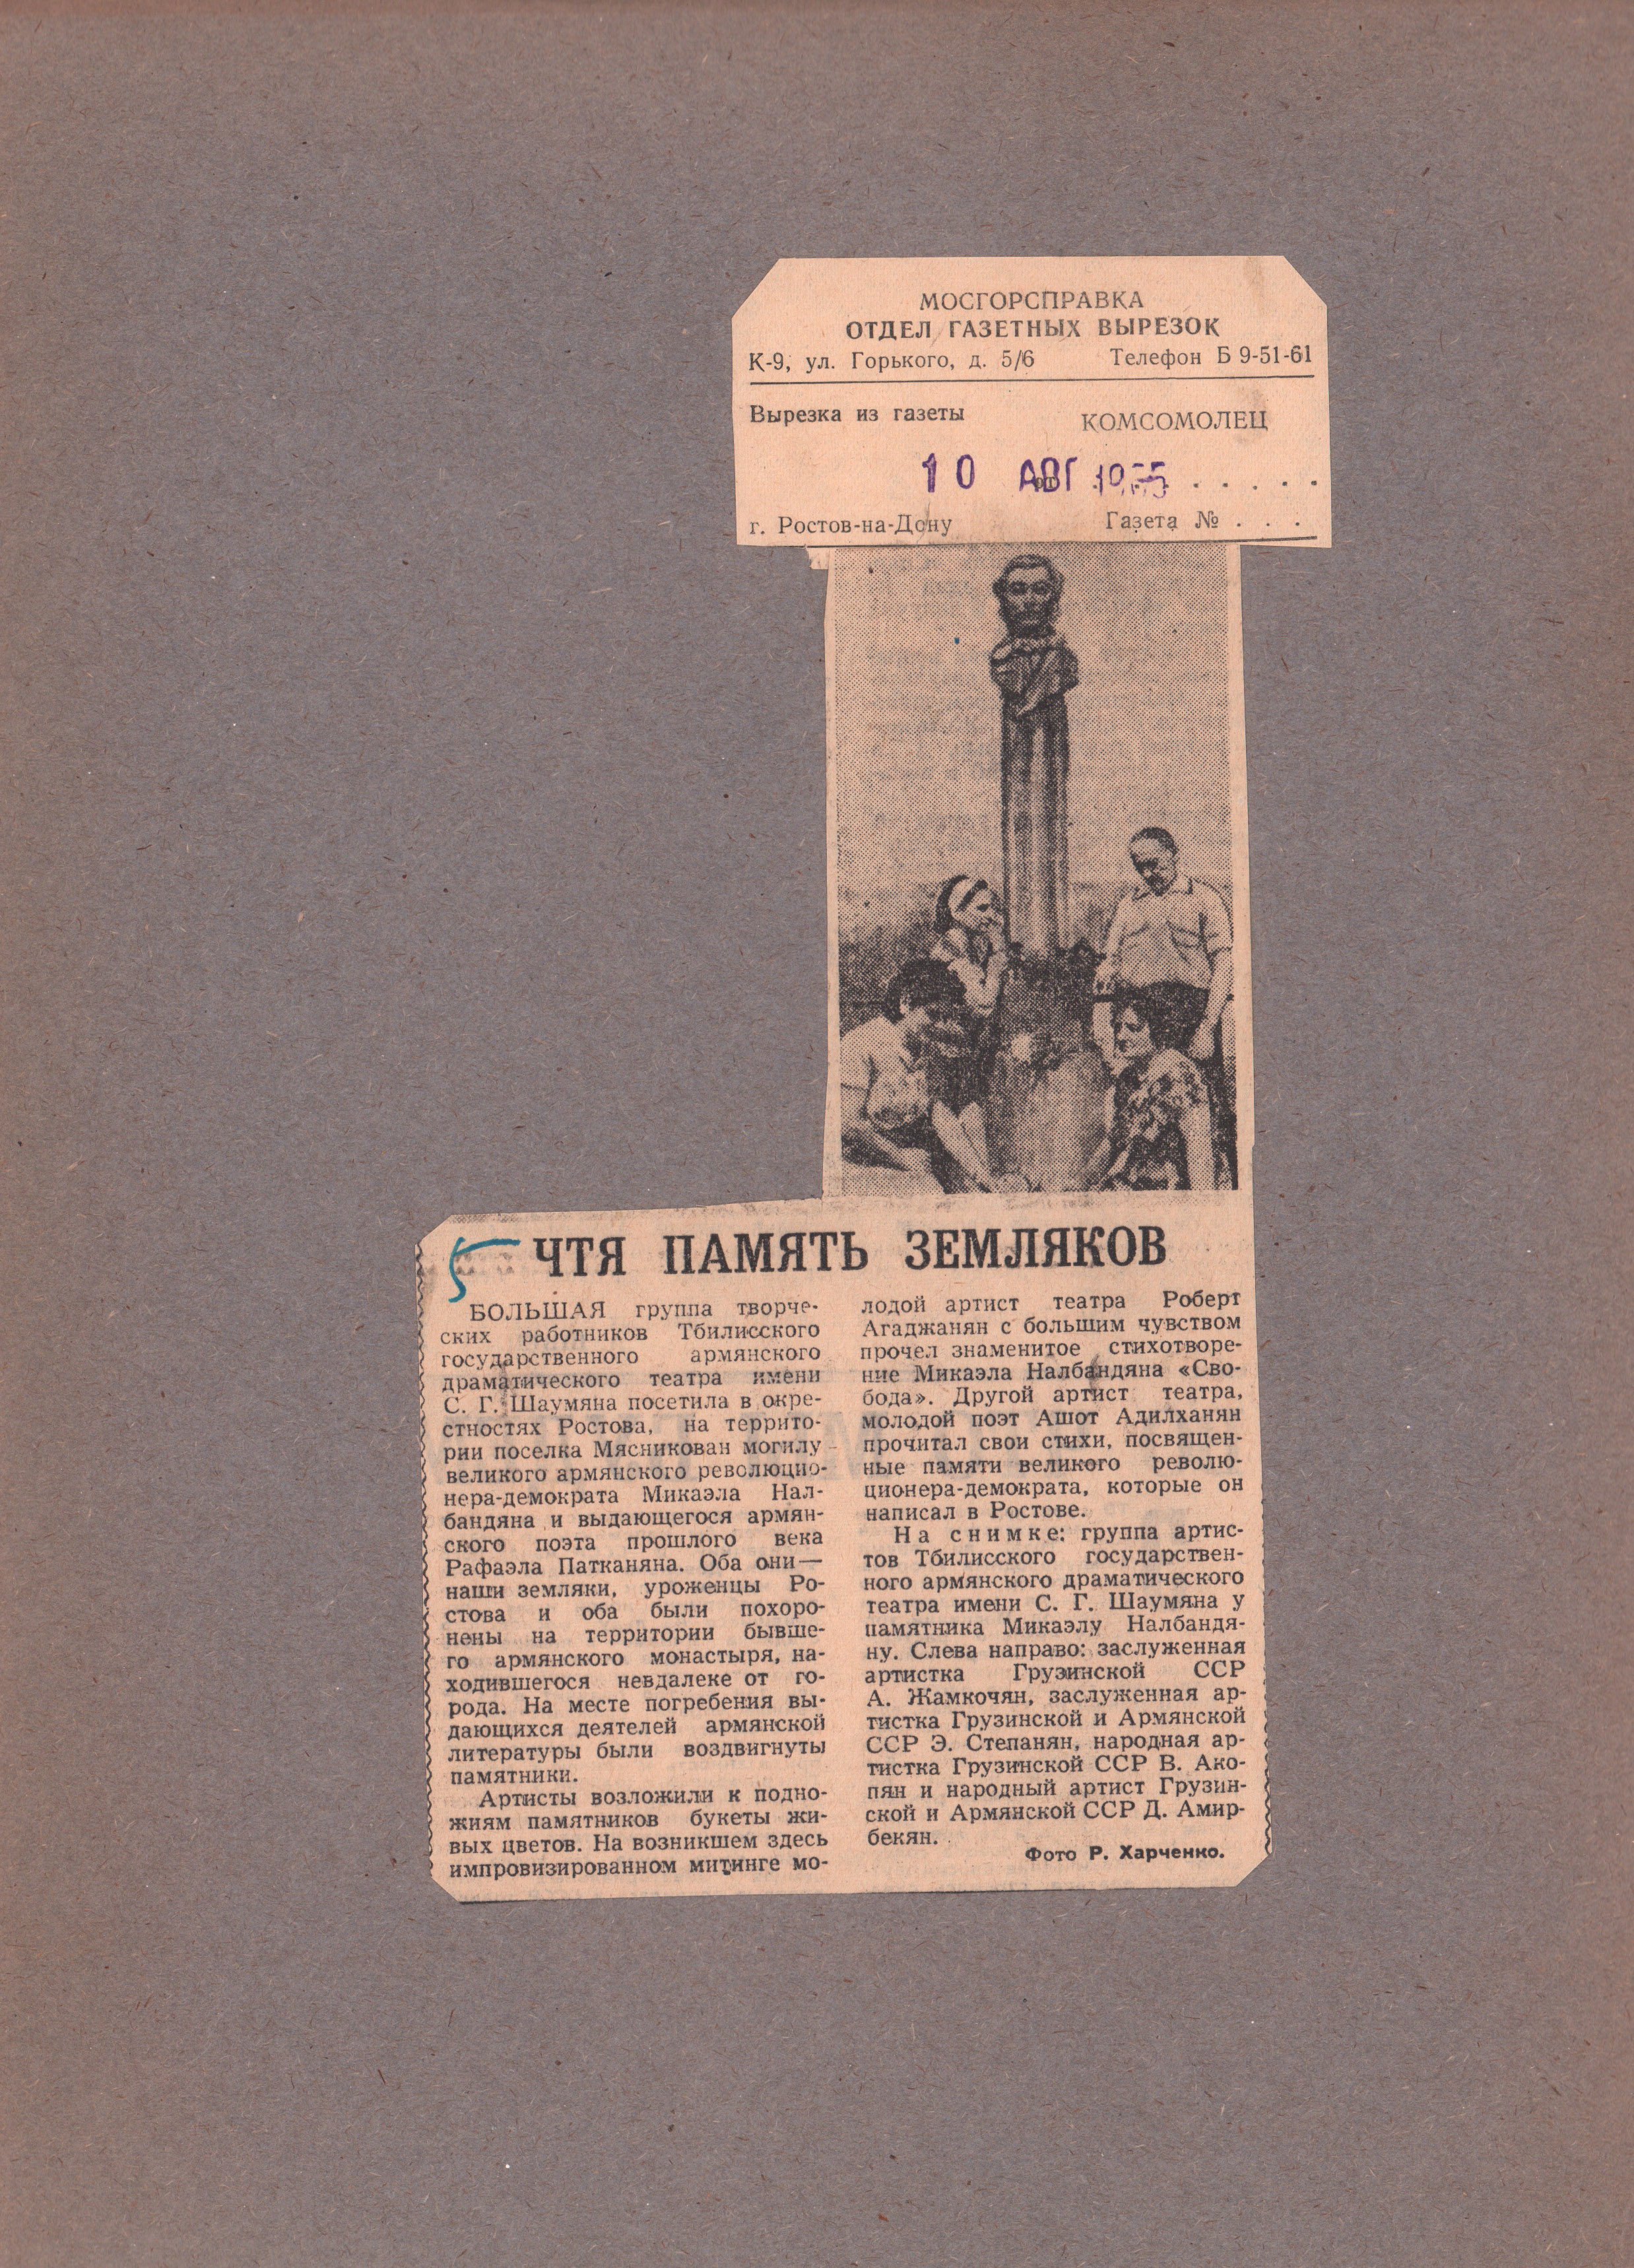 МОСГОРСПРАВКА
ОТДЕЛ ГАЗЕТНЫХ ВЫРЕЗОК
К-9, ул. Горького, д. 5/6 Телефон Б 9-51-61
Вырезка из газеты
КОМСОМОЛЕЦ
10 АВГ
г. Ростов-на-Дону Газета № . . .
5
ЧТЯ ПАМЯТЬ ЗЕМЛЯКОВ
БОЛЬШАЯ группа творче-
ских работников Тбилисского
государственного армянского
драматического театра имени
С. Г. Шаумяна посетила в окре-
стностях Ростова, на террито-
рии поселка Мясникован могилу
великого армянского революцио-
нера-демократа Микаэла Нал-
бандяна и выдающегося армян-
ского поэта прошлого века
Рафаэла Патканяна. Оба они—
наши земляки, уроженцы Ро-
стова и оба были похоро-
нены на территории бывше-
го армянского монастыря, на-
ходившегося невдалеке от го-
рода. На месте погребения вы-
дающихся деятелей армянской
литературы были воздвигнуты
памятники.
Артисты возложили к подно-
жиям памятников букеты жи-
вых цветов. На возникшем здесь
импровизированном митинге мо-
лодой артист театра Роберт
Агаджанян с большим чувством
прочел знаменитое стихотворе-
ние Микаэла Налбандяна «Сво-
бода». Другой артист театра,
молодой поэт Ашот Адилханян
прочитал свои стихи, посвящен-
ные памяти великого револю-
ционера-демократа, которые он
написал в Ростове.
На снимке: группа артис-
тов Тбилисского государствен-
ного армянского драматического
театра имени С. Г. Шаумяна у
памятника Микаэлу Налбандя-
ну. Слева направо: заслуженная
артистка Грузинской ССР
А. Жамкочян, заслуженная ар-
тистка Грузинской и Армянской
ССР Э. Степанян, народная ар-
тистка Грузинской ССР В. Ако-
пян и народный артист Грузин-
ской и Армянской ССР Д. Амир-
бекян.
Фото Р. Харченко.